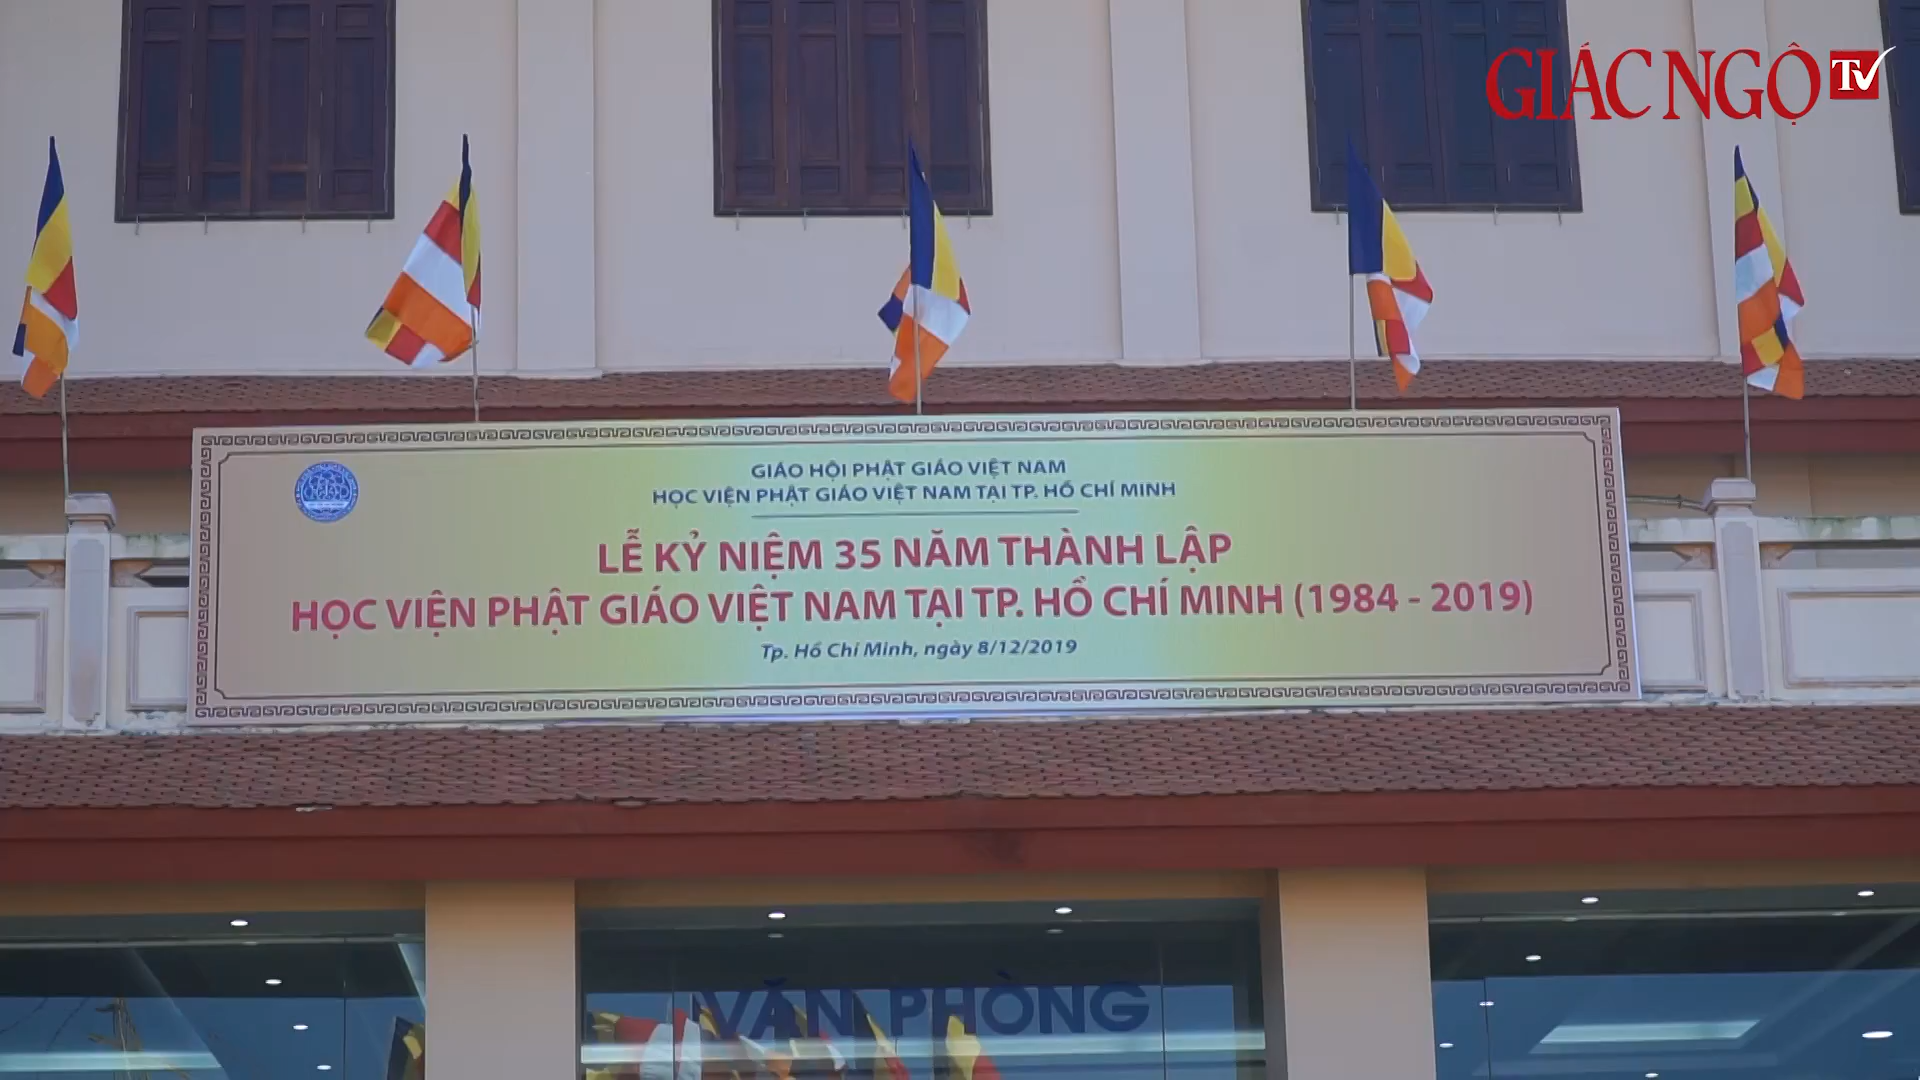 GIÁC NGỘ TV
GIÁO HỘI PHẬT GIÁO VIỆT NAM
HỌC VIỆN PHẬT GIÁO VIỆT NAM TẠI TP. HỒ CHÍ MINH
LỄ KỶ NIỆM 35 NĂM THÀNH LẬP
HỌC VIỆN PHẬT GIÁO VIỆT NAM TẠI TP. HỒ CHÍ MINH (1984 - 2019)
Tp. Hồ Chí Minh, ngày 8/12/2019
VĂN PHÒNG